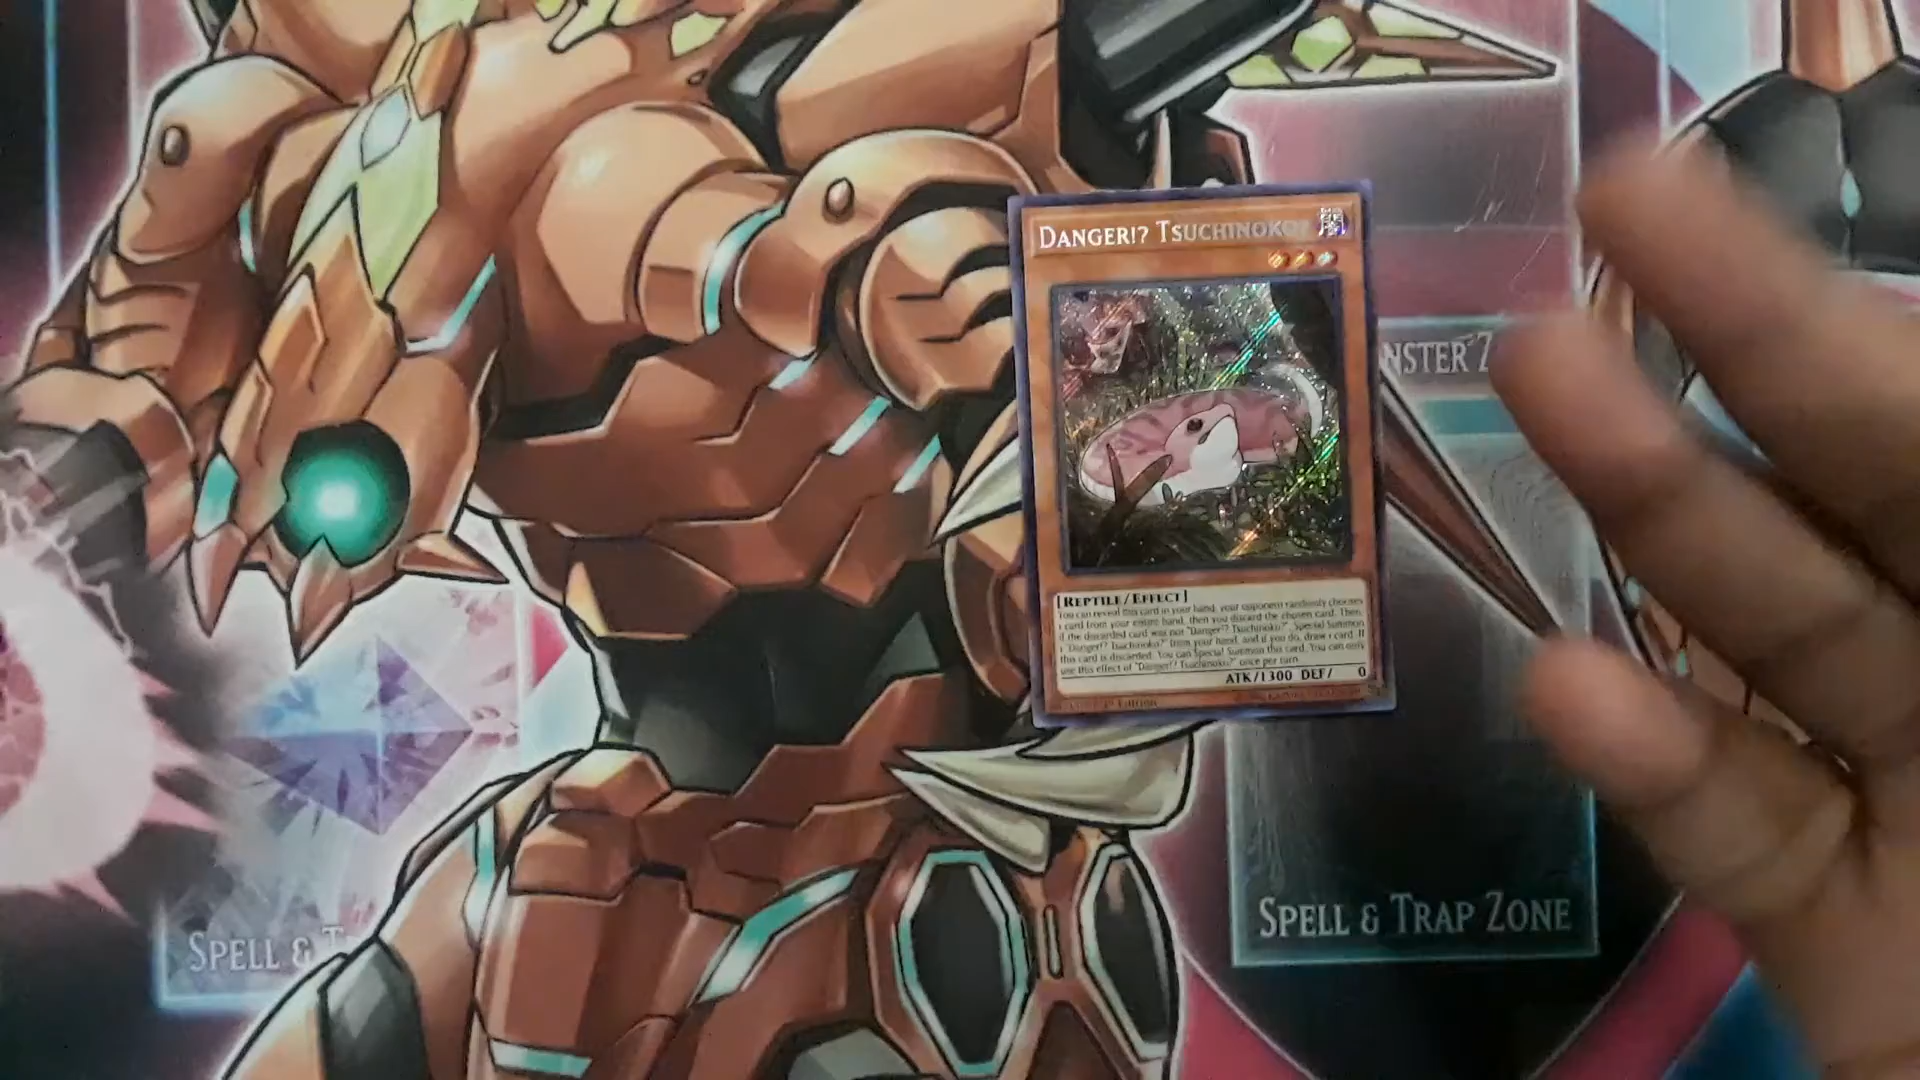 DANGER!? TSUCHINOKO?
NSTER Z
[REPTILE/EFFECT]
You can reveal this card in your hand; your opponent randomly chooses
1 card from your entire hand, then you discard the chosen card. Then,
if the discarded card was not "Danger!? Tsuchinoko?", Special Summon
1 "Danger!? Tsuchinoko?" from your hand, and if you do, draw 1 card. If
this card is discarded: You can Special Summon this card. You can only
use this effect of "Danger!? Tsuchinoko?" once per turn.
ATK/1300 DEF/ 0
1st Edition
SPELL & TRAP ZONE
SPELL & T